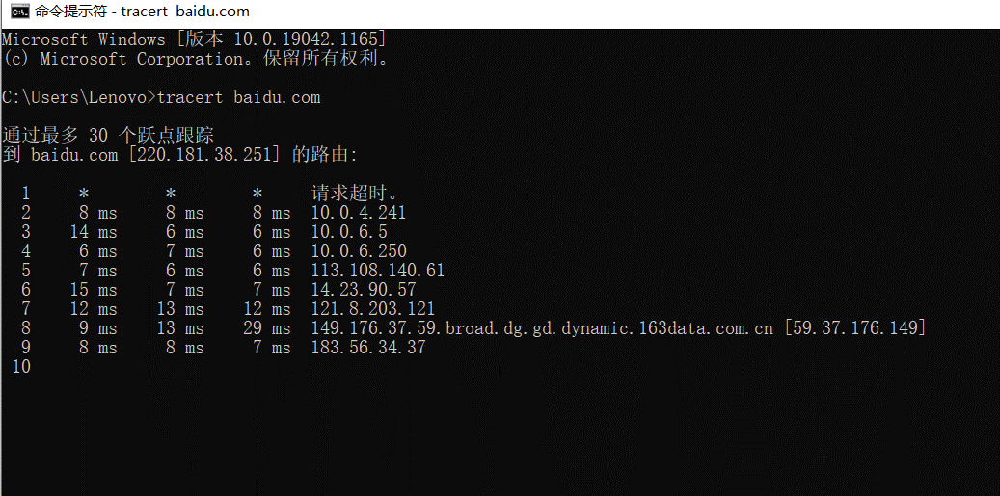 命令提示符 - tracert  baidu.com
Microsoft Windows [版本 10.0.19042.1165]
(c) Microsoft Corporation。保留所有权利。
C:\Users\Lenovo>tracert baidu.com
通过最多 30 个跃点跟踪
到 baidu.com [220.181.38.251] 的路由:
1     *        *        *     请求超时。
2     8 ms     8 ms     8 ms  10.0.4.241
3    14 ms     6 ms     6 ms  10.0.6.5
4     6 ms     7 ms     6 ms  10.0.6.250
5     7 ms     6 ms     6 ms  113.108.140.61
6    15 ms     7 ms     7 ms  14.23.90.57
7    12 ms    13 ms    12 ms  121.8.203.121
8     9 ms    13 ms    29 ms  149.176.37.59.broad.dg.gd.dynamic.163data.com.cn [59.37.176.149]
9     8 ms     8 ms     7 ms  183.56.34.37
10